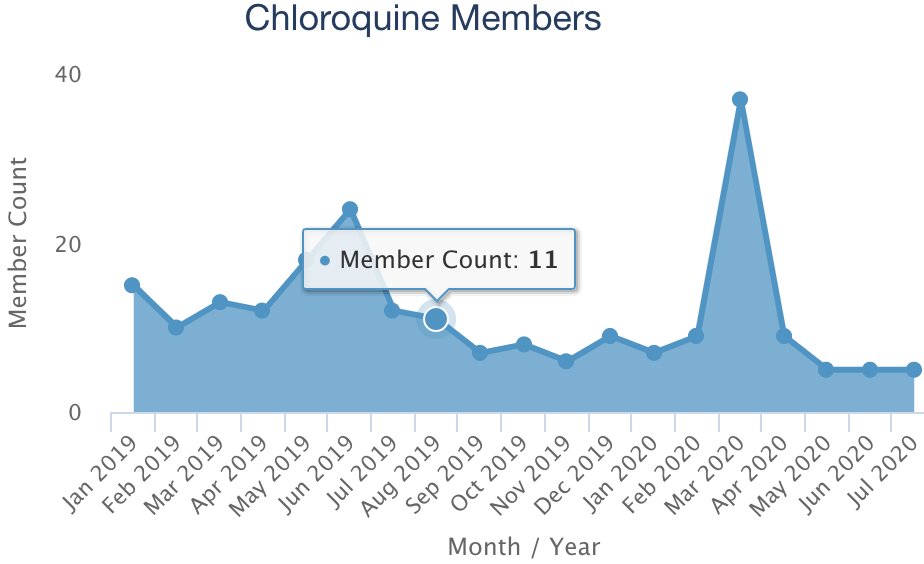 Chloroquine Members
40
20
0
Member Count
Member Count: 11
Jan 2019
Feb 2019
Mar 2019
Apr 2019
May 2019
Jun 2019
Jul 2019
Aug 2019
Sep 2019
Oct 2019
Nov 2019
Dec 2019
Jan 2020
Feb 2020
Mar 2020
Apr 2020
May 2020
Jun 2020
Jul 2020
Month / Year